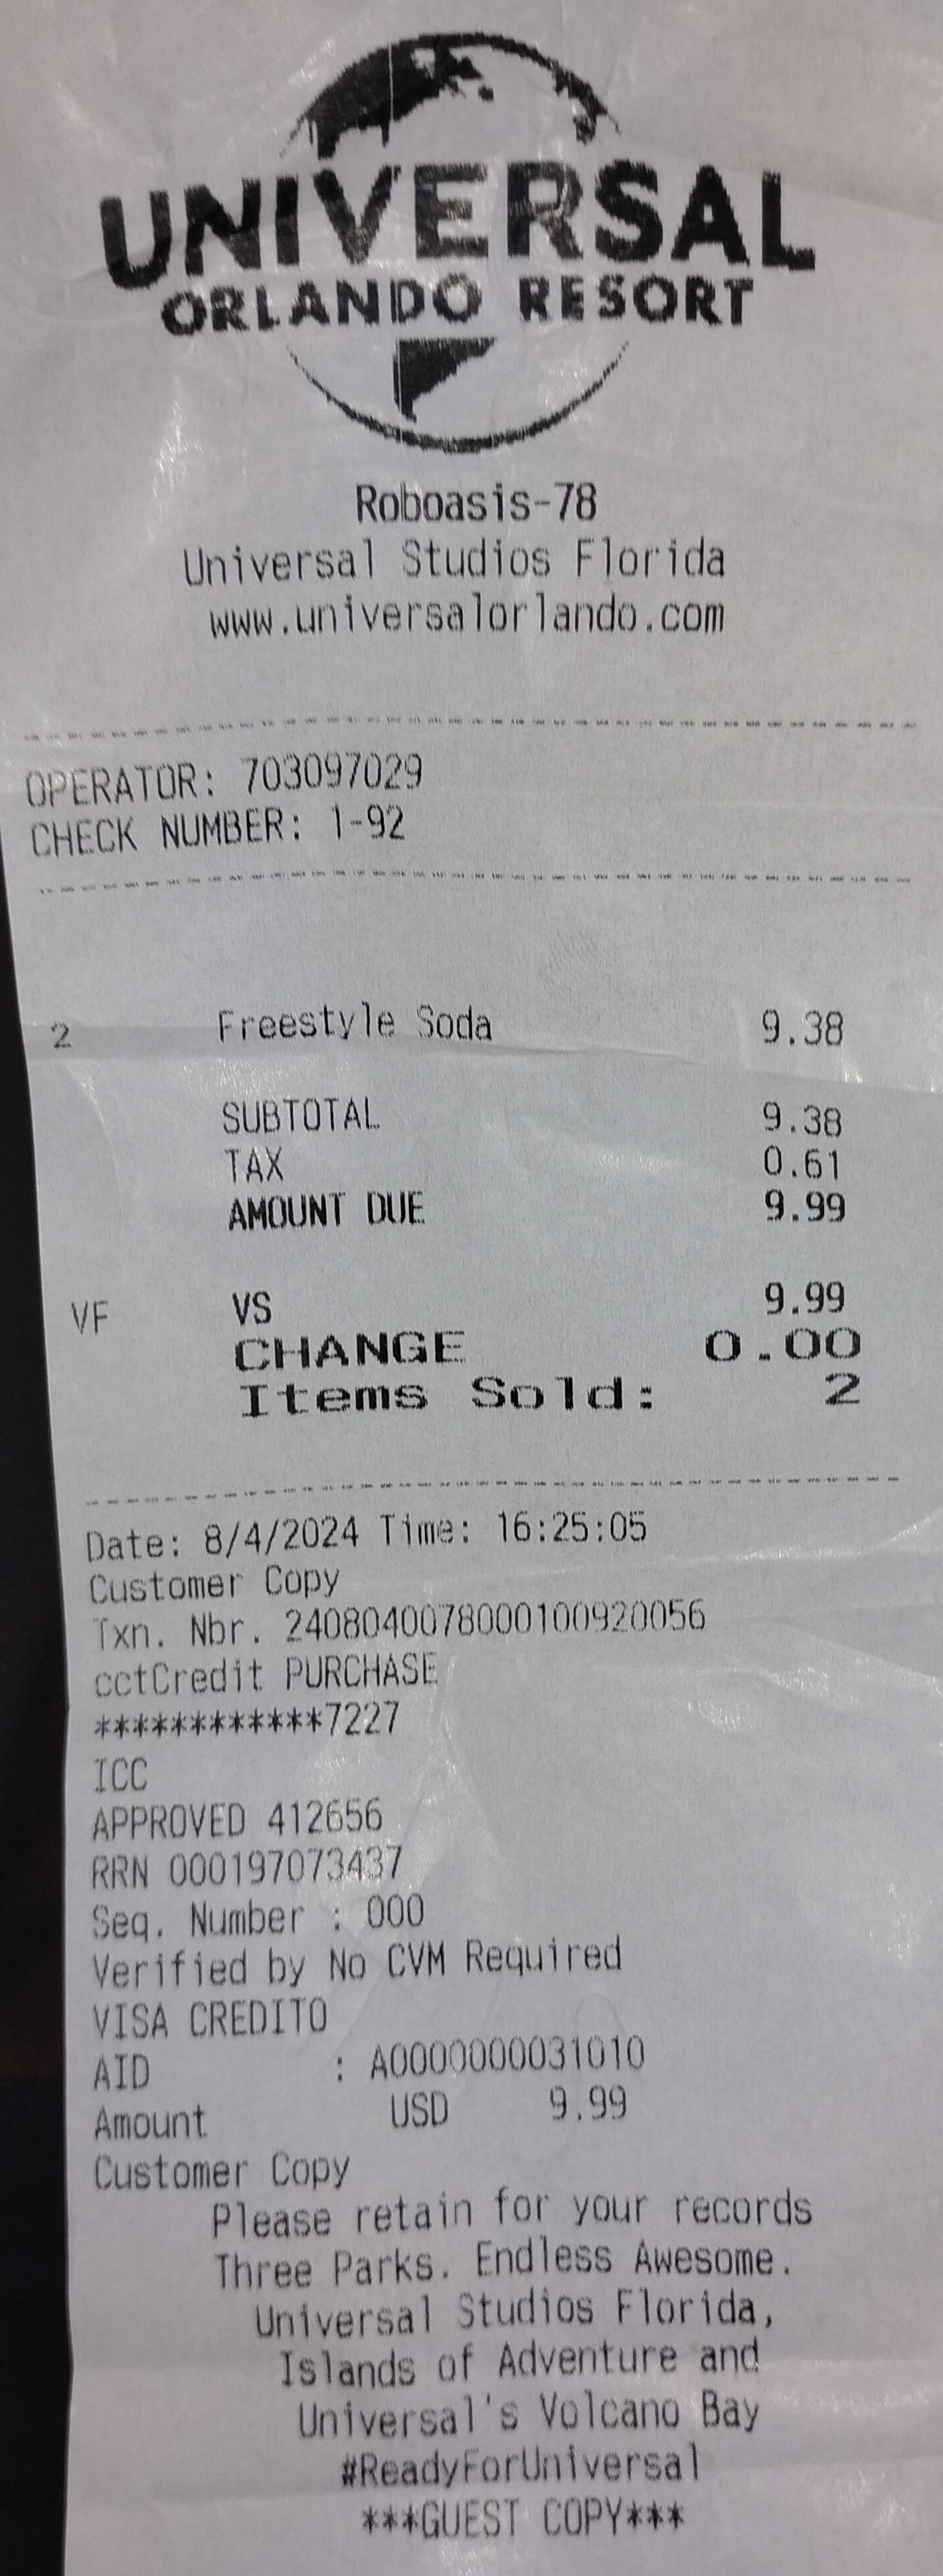 UNIVERSAL
ORLANDO RESORT
Roboasis-78
Universal Studios Florida
www.universalorlando.com
OPERATOR: 703097029
CHECK NUMBER: 1-92
2 Freestyle Soda 9.38
SUBTOTAL 9.38
TAX 0.61
AMOUNT DUE 9.99
VF VS 9.99
CHANGE 0.00
Items Sold: 2
Date: 8/4/2024 Time: 16:25:05
Customer Copy
Txn. Nbr. 2408040078000100920056
cctCredit PURCHASE
************7227
ICC
APPROVED 412656
RRN 000197073437
Seq. Number : 000
Verified by No CVM Required
VISA CREDITO
AID : A0000000031010
Amount USD 9.99
Customer Copy
Please retain for your records
Three Parks. Endless Awesome.
Universal Studios Florida,
Islands of Adventure and
Universal's Volcano Bay
#ReadyForUniversal
***GUEST COPY***